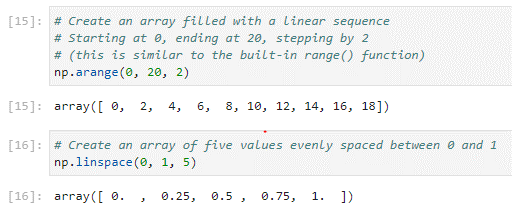 [15]: # Create an array filled with a linear sequence
# Starting at 0, ending at 20, stepping by 2
# (this is similar to the built-in range() function)
np.arange(0, 20, 2)
[15]: array([ 0,  2,  4,  6,  8, 10, 12, 14, 16, 18])
[16]: # Create an array of five values evenly spaced between 0 and 1
np.linspace(0, 1, 5)
[16]: array([ 0.  ,  0.25,  0.5 ,  0.75,  1.  ])